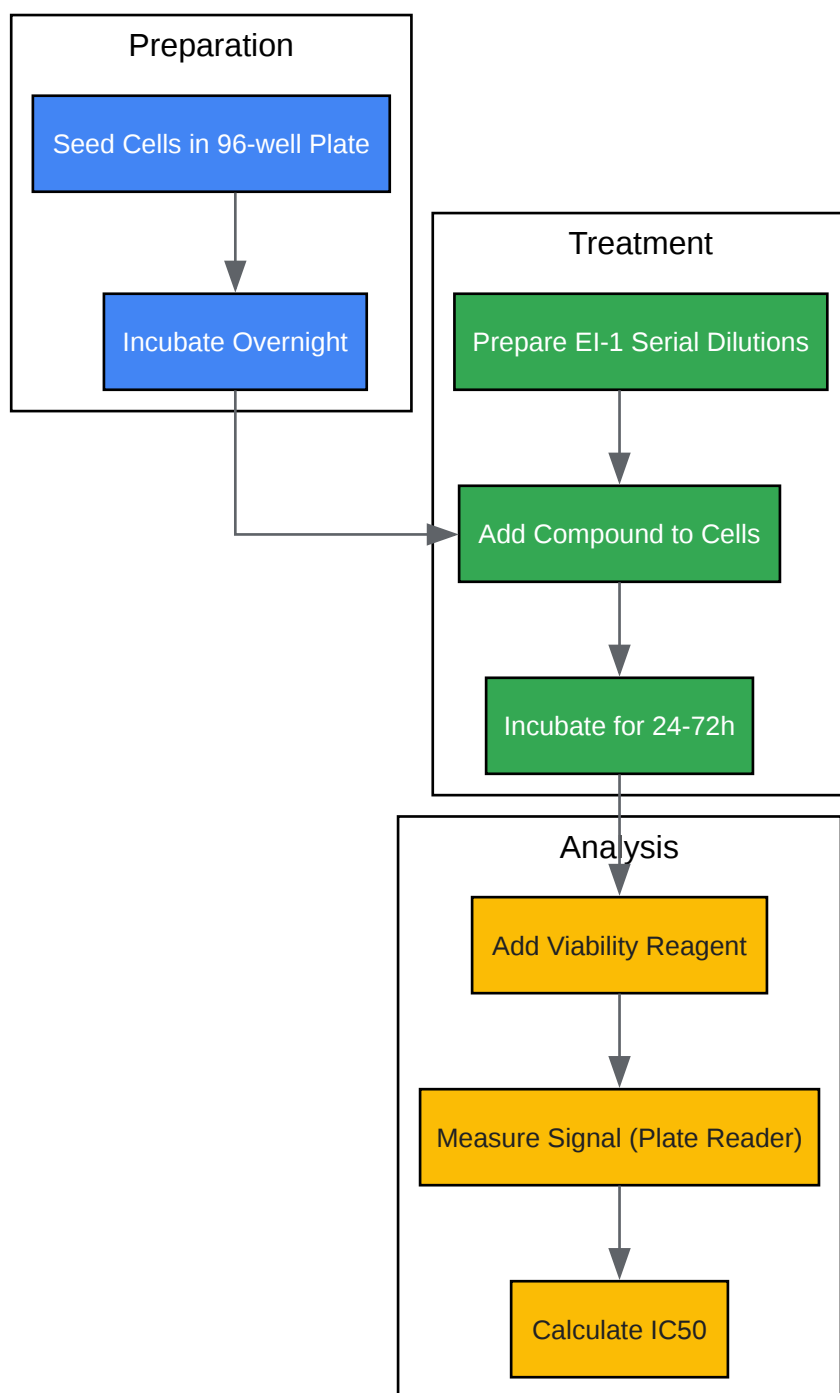 Preparation
Seed Cells in 96-well Plate
Incubate Overnight
Treatment
Prepare EI-1 Serial Dilutions
Add Compound to Cells
Incubate for 24-72h
Analysis
Add Viability Reagent
Measure Signal (Plate Reader)
Calculate IC50